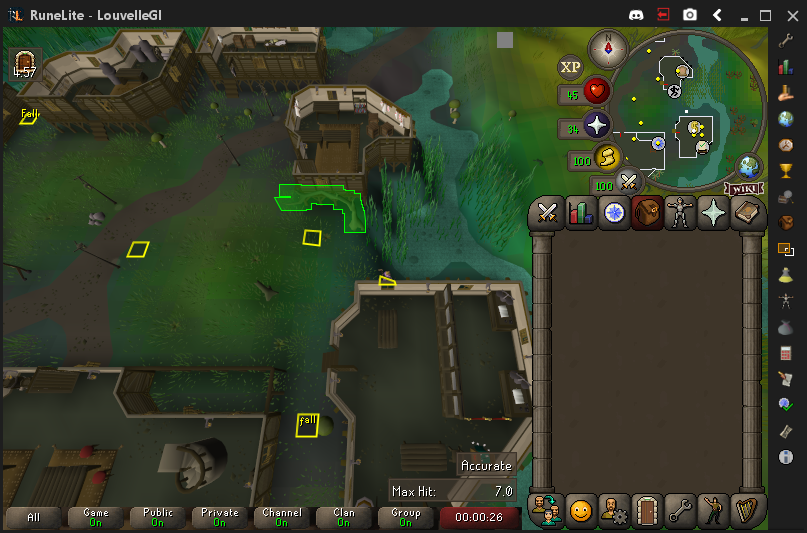 RuneLite - LouvelleGI
4:57
Fall
N
XP
45
34
100
100
WIKI
fall
Accurate
Max Hit: 7.0
All
Game
On
Public
On
Private
On
Channel
On
Clan
On
Group
On
00:00:26